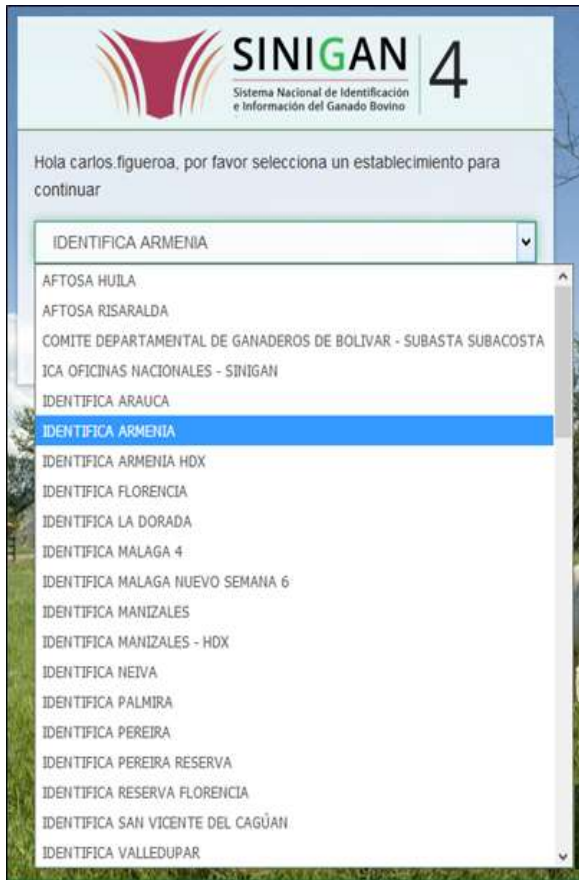 SINIGAN 4
Sistema Nacional de Identificación
e Información del Ganado Bovino
Hola carlos.figueroa, por favor selecciona un establecimiento para
continuar
IDENTIFICA ARMENIA
AFTOSA HUILA
AFTOSA RISARALDA
COMITE DEPARTAMENTAL DE GANADEROS DE BOLIVAR - SUBASTA SUBACOSTA
ICA OFICINAS NACIONALES - SINIGAN
IDENTIFICA ARAUCA
IDENTIFICA ARMENIA
IDENTIFICA ARMENIA HDX
IDENTIFICA FLORENCIA
IDENTIFICA LA DORADA
IDENTIFICA MALAGA 4
IDENTIFICA MALAGA NUEVO SEMANA 6
IDENTIFICA MANIZALES
IDENTIFICA MANIZALES - HDX
IDENTIFICA NEIVA
IDENTIFICA PALMIRA
IDENTIFICA PEREIRA
IDENTIFICA PEREIRA RESERVA
IDENTIFICA RESERVA FLORENCIA
IDENTIFICA SAN VICENTE DEL CAGÚAN
IDENTIFICA VALLEDUPAR